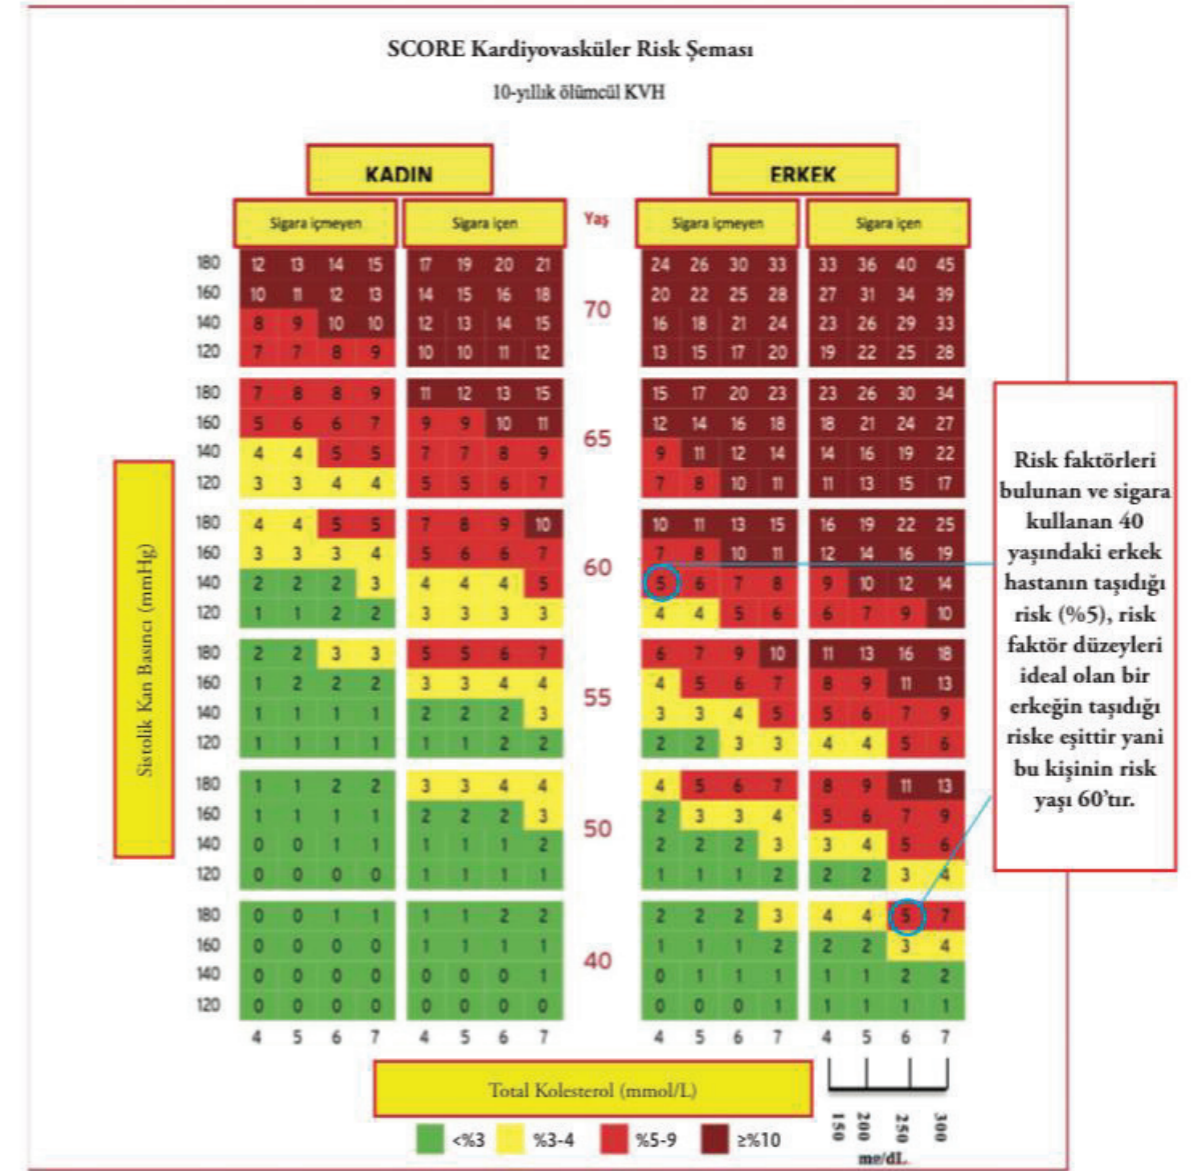 SCORE Kardiyovasküler Risk Şeması
10-yıllık ölümcül KVH
KADIN ERKEK
Sigara içmeyen Sigara içen Yaş Sigara içmeyen Sigara içen
180 12 13 14 15 17 19 20 21 24 26 30 33 33 36 40 45
160 10 11 12 13 14 15 16 18 20 22 25 28 27 31 34 39
70
140 8 9 10 10 12 13 14 15 16 18 21 24 23 26 29 33
120 7 7 8 9 10 10 11 12 13 15 17 20 19 22 25 28
180 7 8 8 9 11 12 13 15 15 17 20 23 23 26 30 34
160 5 6 6 7 9 9 10 11 12 14 16 18 18 21 24 27
65
140 4 4 5 5 7 7 8 9 9 11 12 14 14 16 19 22
120 3 3 4 4 5 5 6 7 7 8 10 11 11 13 15 17
180 4 4 5 5 7 8 9 10 10 11 13 15 16 19 22 25
160 3 3 3 4 5 6 6 7 7 8 10 11 12 14 16 19
60
140 2 2 2 3 4 4 4 5 5 6 7 8 9 10 12 14
120 1 1 2 2 3 3 3 3 4 4 5 6 6 7 9 10
180 2 2 3 3 5 5 6 7 6 7 9 10 11 13 16 18
160 1 2 2 2 3 3 4 4 4 5 6 7 8 9 11 13
55
140 1 1 1 1 2 2 2 3 3 3 4 5 5 6 7 9
120 1 1 1 1 1 1 2 2 2 2 3 3 4 4 5 6
180 1 1 2 2 3 3 4 4 4 5 6 7 8 9 11 13
160 1 1 1 1 2 2 2 3 2 3 3 4 5 6 7 9
50
140 0 0 1 1 1 1 1 2 2 2 2 3 3 4 5 6
120 0 0 0 0 1 1 1 1 1 1 1 2 2 2 3 4
180 0 0 1 1 1 1 2 2 2 2 2 3 4 4 5 7
160 0 0 0 0 1 1 1 1 1 1 1 2 2 2 3 4
40
140 0 0 0 0 0 0 0 1 0 1 1 1 1 1 2 2
120 0 0 0 0 0 0 0 0 0 0 0 1 1 1 1 1
4 5 6 7 4 5 6 7 4 5 6 7 4 5 6 7
Sistolik Kan Basıncı (mmHg)
Total Kolesterol (mmol/L)
150 200 250 300
mg/dL
<%3 %3-4 %5-9 ≥%10
Risk faktörleri
bulunan ve sigara
kullanan 40
yaşındaki erkek
hastanın taşıdığı
risk (%5), risk
faktör düzeyleri
ideal olan bir
erkeğin taşıdığı
riske eşittir yani
bu kişinin risk
yaşı 60’tır.